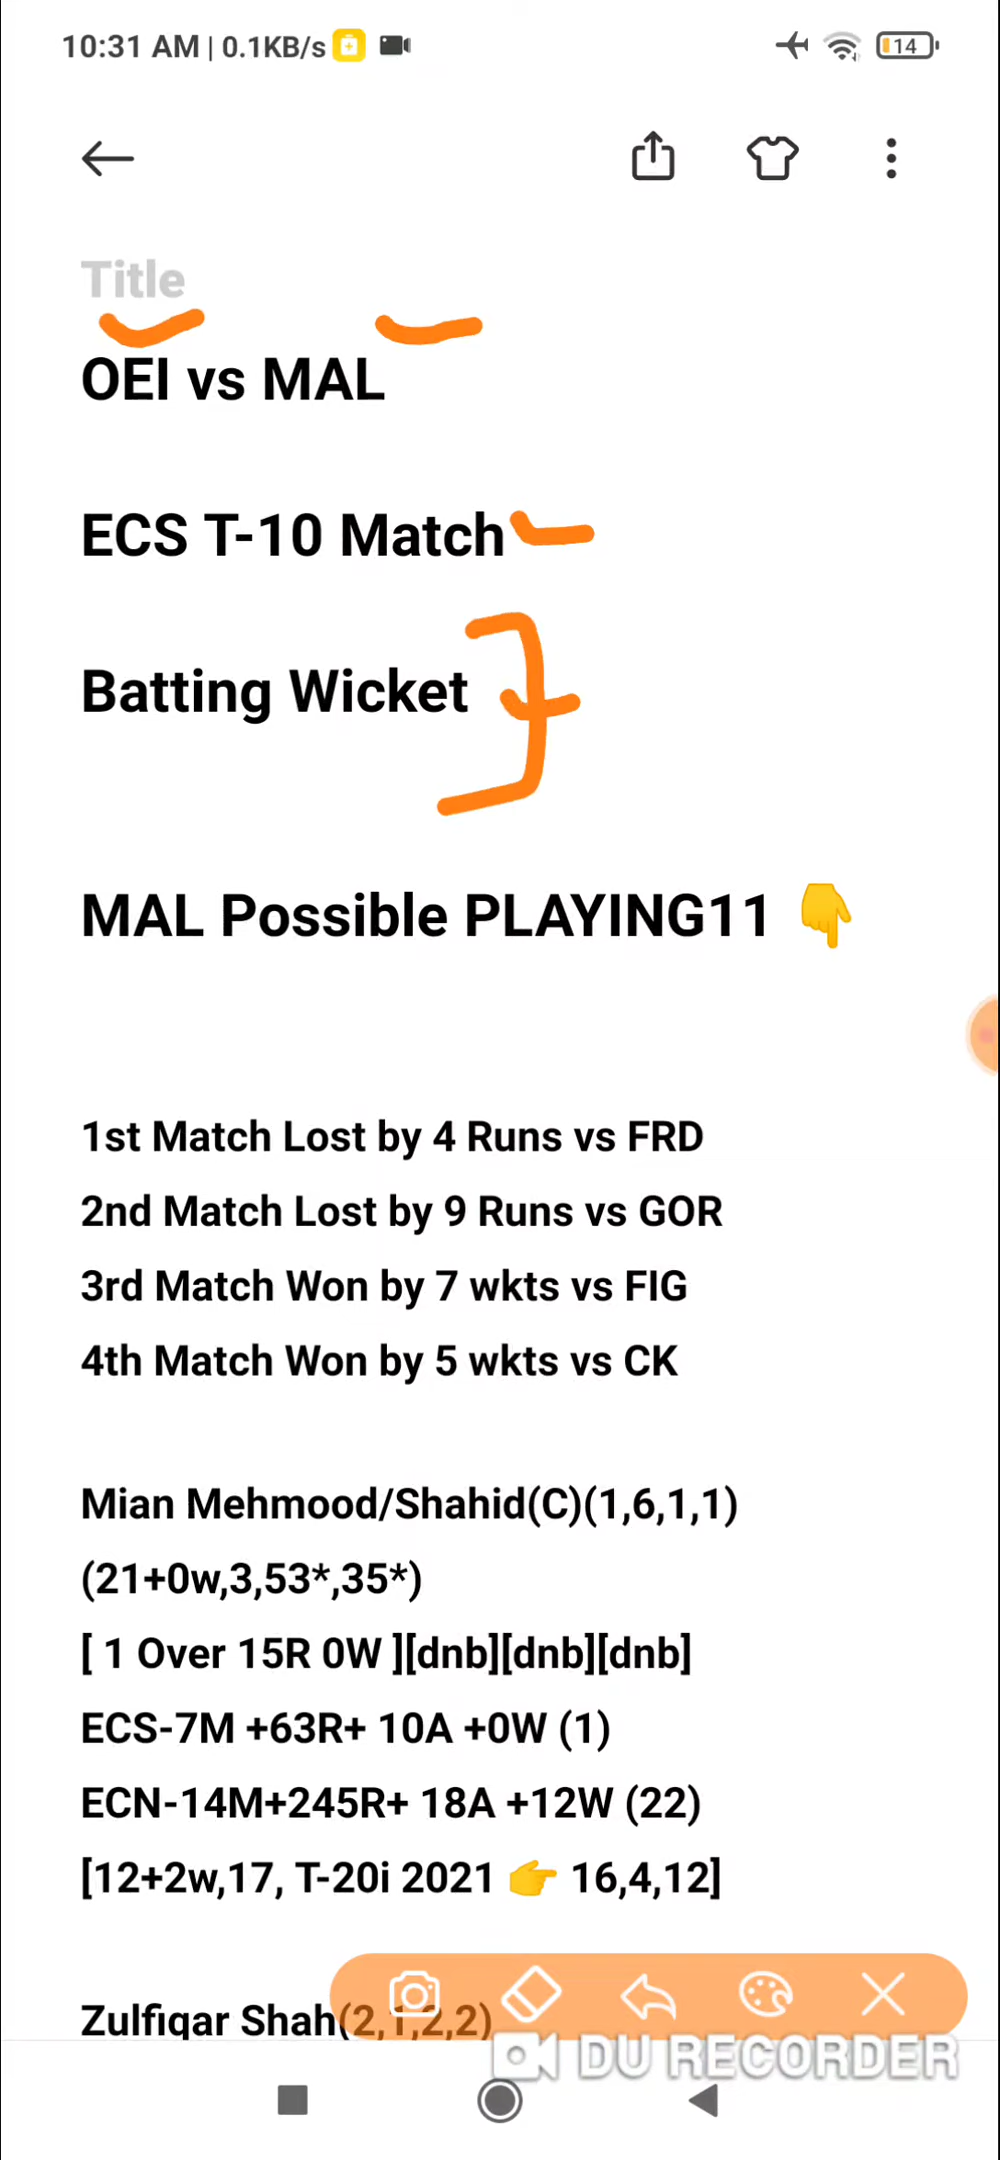 10:31 AM | 0.1KB/s 14
Title
OEI vs MAL
ECS T-10 Match
Batting Wicket
MAL Possible PLAYING11 👇
1st Match Lost by 4 Runs vs FRD
2nd Match Lost by 9 Runs vs GOR
3rd Match Won by 7 wkts vs FIG
4th Match Won by 5 wkts vs CK
Mian Mehmood/Shahid(C)(1,6,1,1)
(21+0w,3,53*,35*)
[ 1 Over 15R 0W ][dnb][dnb][dnb]
ECS-7M +63R+ 10A +0W (1)
ECN-14M+245R+ 18A +12W (22)
[12+2w,17, T-20i 2021 👉 16,4,12]
Zulfiqar Shah(2,1,2,2)
DU RECORDER